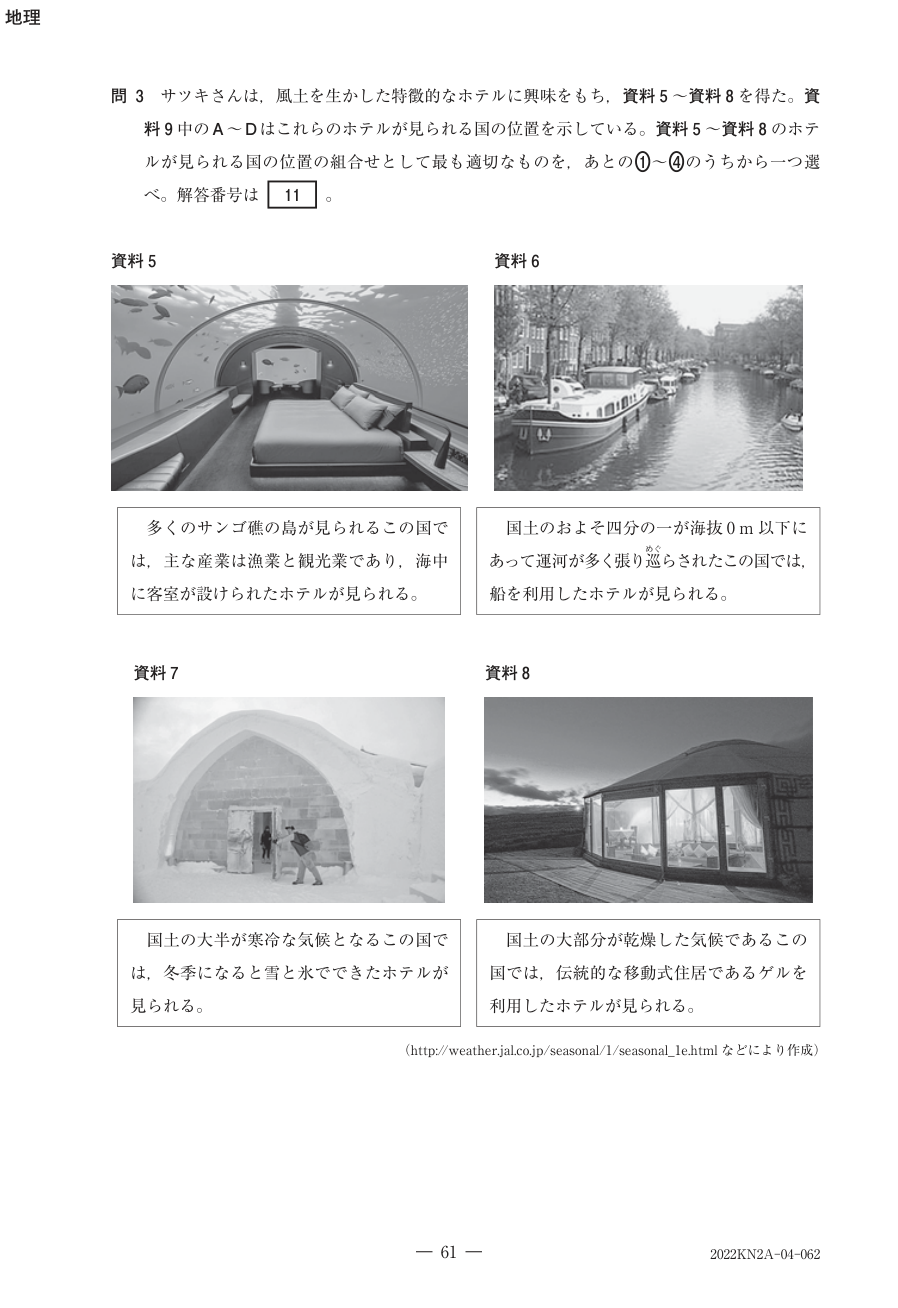 地理
問 3 サツキさんは，風土を生かした特徴的なホテルに興味をもち，資料5～資料8を得た。資
料9中のA～Dはこれらのホテルが見られる国の位置を示している。資料5～資料8のホテ
ルが見られる国の位置の組合せとして最も適切なものを，あとの①～④のうちから一つ選
べ。解答番号は 11 。
資料5
資料6
多くのサンゴ礁の島が見られるこの国で
は，主な産業は漁業と観光業であり，海中
に客室が設けられたホテルが見られる。
国土のおよそ四分の一が海抜0m以下に
あって運河が多く張り巡らされたこの国では，
めぐ
船を利用したホテルが見られる。
資料7
資料8
国土の大半が寒冷な気候となるこの国で
は，冬季になると雪と氷でできたホテルが
見られる。
国土の大部分が乾燥した気候であるこの
国では，伝統的な移動式住居であるゲルを
利用したホテルが見られる。
（http://weather.jal.co.jp/seasonal/1/seasonal_1e.html などにより作成）
― 61 ―
2022KN2A-04-062